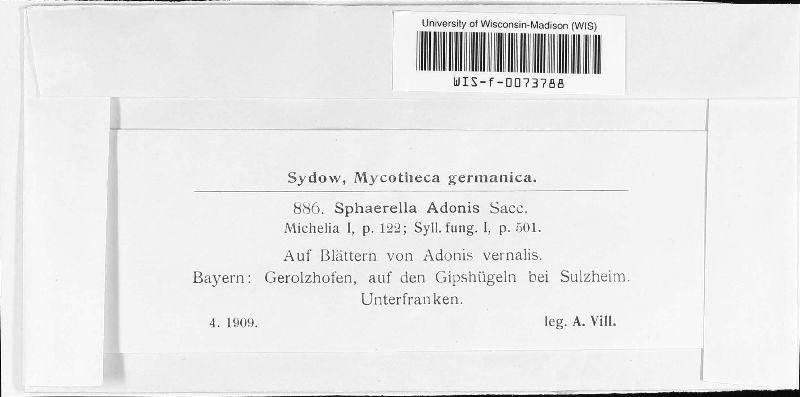 University of Wisconsin-Madison (WIS)
WIS-f-0073788
Sydow, Mycotheca germanica.
886. Sphaerella Adonis Sacc.
Michelia I, p. 122; Syll. fung. I, p. 501.
Auf Blättern von Adonis vernalis.
Bayern: Gerolzhofen, auf den Gipshügeln bei Sulzheim.
Unterfranken.
4. 1909. leg. A. Vill.